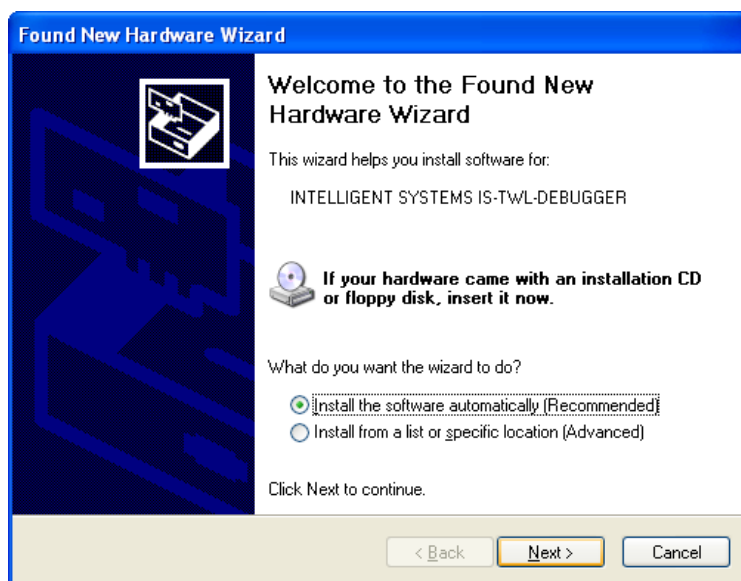 Found New Hardware Wizard
Welcome to the Found New
Hardware Wizard
This wizard helps you install software for:
INTELLIGENT SYSTEMS IS-TWL-DEBUGGER
If your hardware came with an installation CD
or floppy disk, insert it now.
What do you want the wizard to do?
Install the software automatically (Recommended)
Install from a list or specific location (Advanced)
Click Next to continue.
< Back Next > Cancel